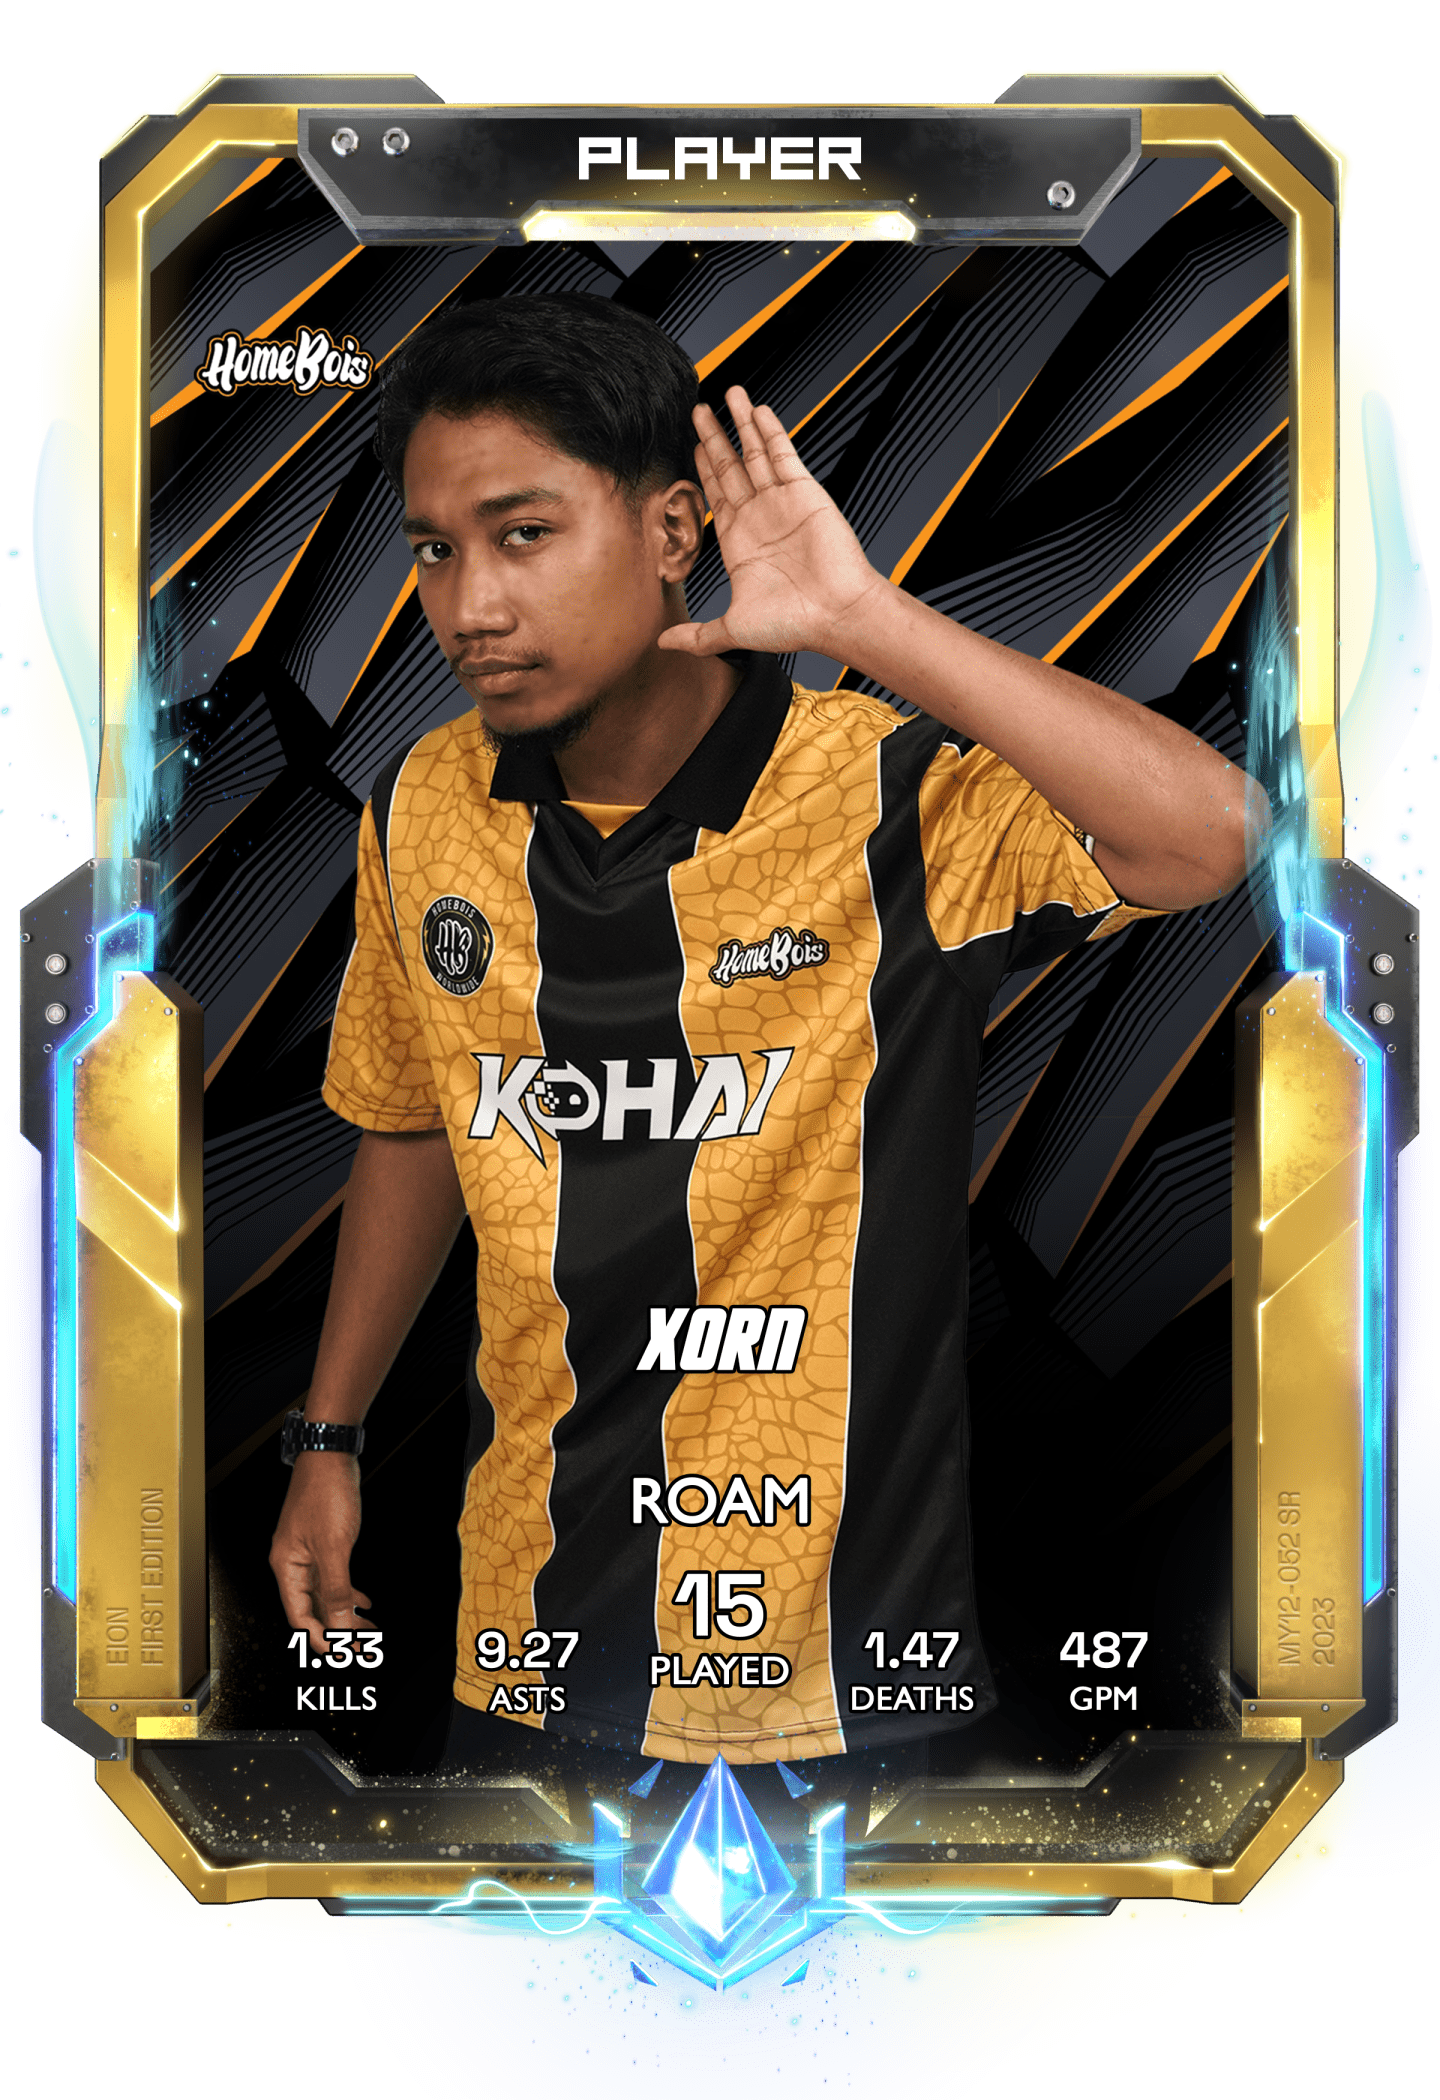 PLAYER
HomeBois
HOMEBOIS
HB
WORLDWIDE
HomeBois
KOHAI
XORN
ROAM
15
PLAYED
1.33
KILLS
9.27
ASTS
1.47
DEATHS
487
GPM
EION
FIRST EDITION
MY12-052 SR
2023